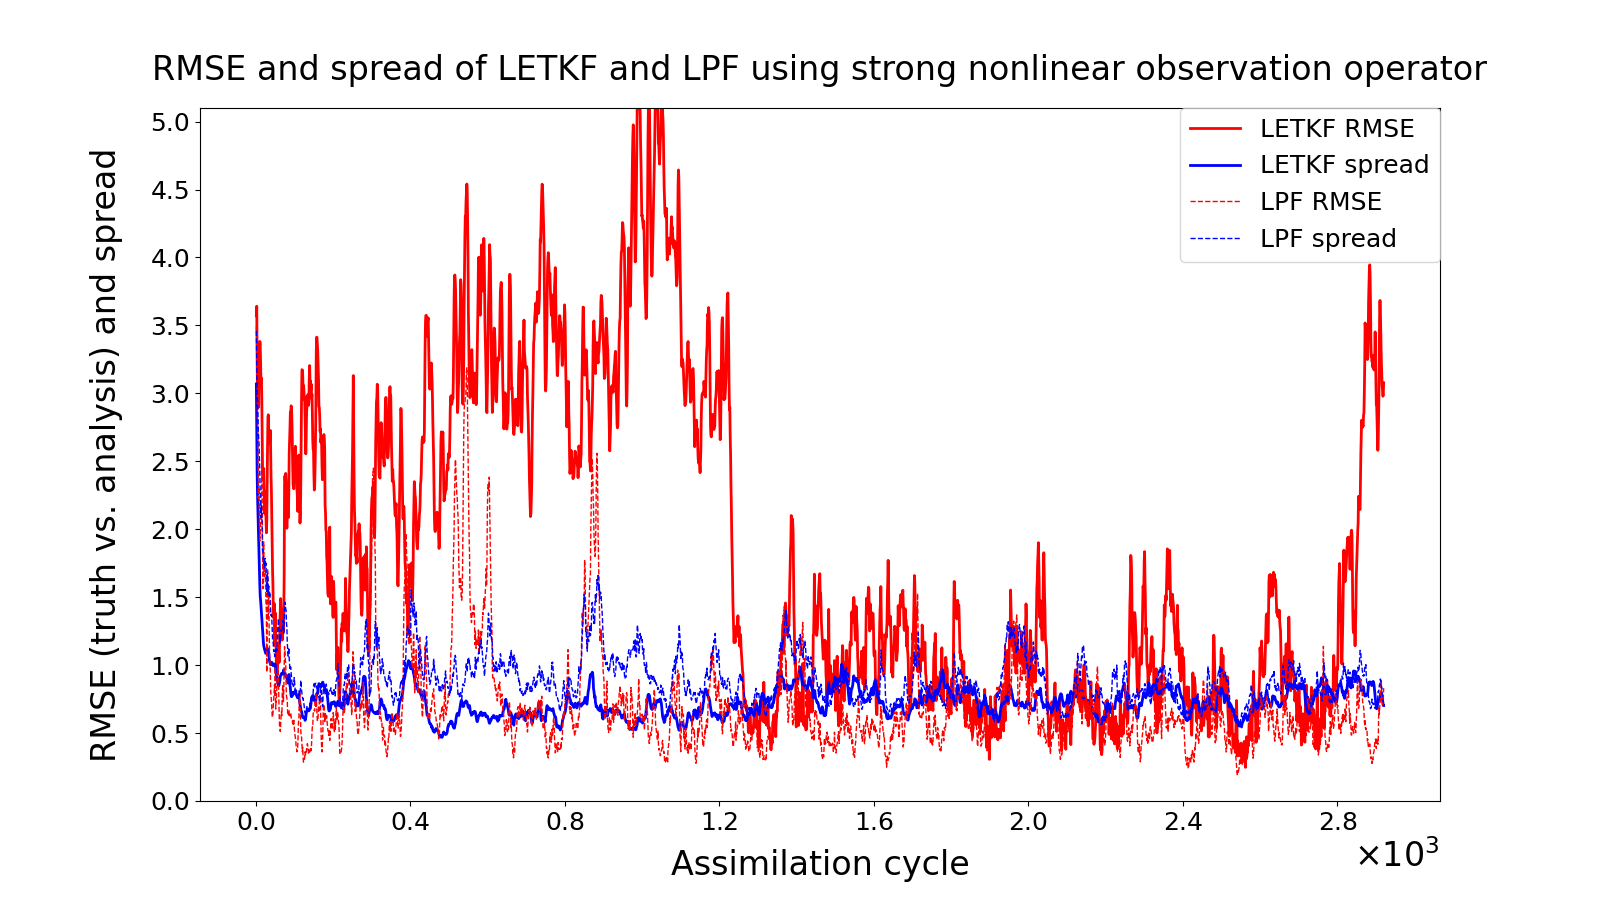 RMSE and spread of LETKF and LPF using strong nonlinear observation operator
RMSE (truth vs. analysis) and spread
5.0
4.5
4.0
3.5
3.0
2.5
2.0
1.5
1.0
0.5
0.0
LETKF RMSE
LETKF spread
LPF RMSE
LPF spread
0.0 0.4 0.8 1.2 1.6 2.0 2.4 2.8
×10³
Assimilation cycle